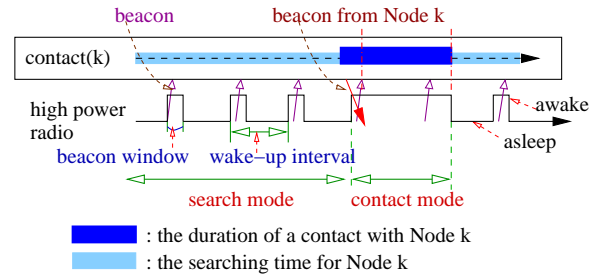 beacon
beacon from Node k
contact(k)
high power
radio
awake
asleep
beacon window
wake−up interval
search mode
contact mode
: the duration of a contact with Node k
: the searching time for Node k